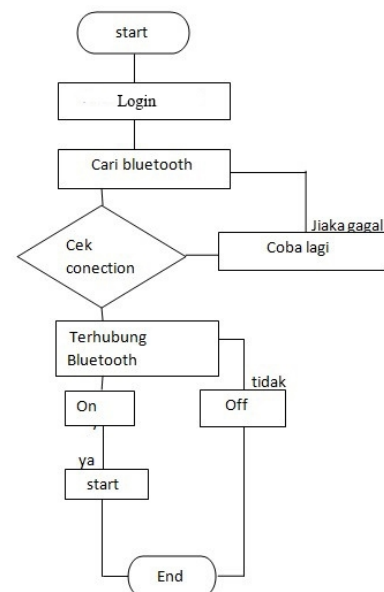 start
Login
Cari bluetooth
Jiaka gagal
Cek
conection
Coba lagi
Terhubung
Bluetooth
tidak
On
Off
ya
start
End